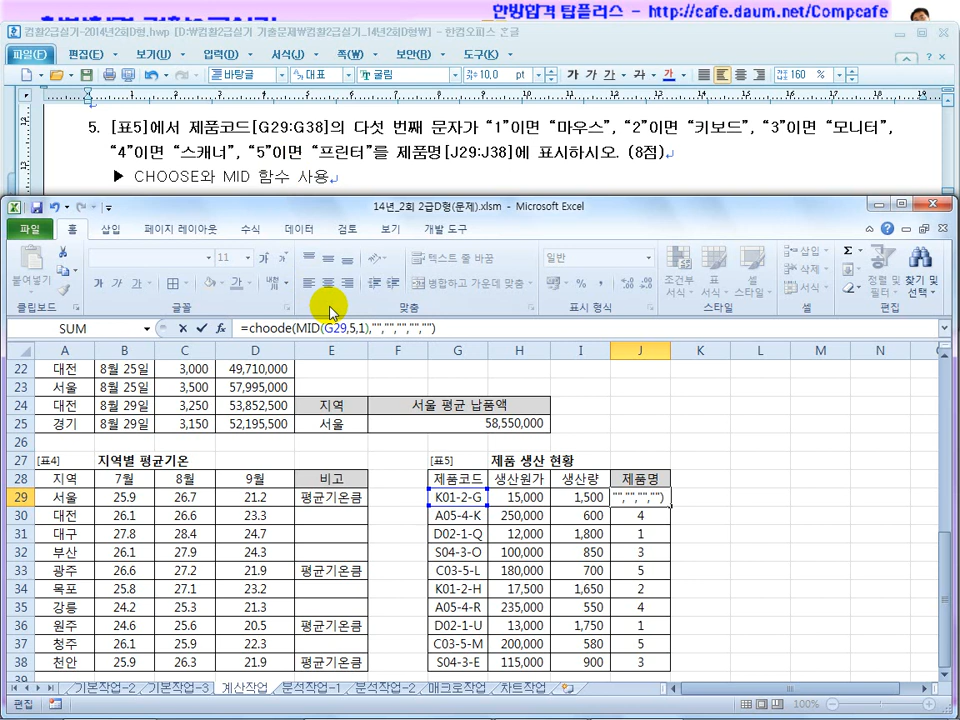 한방합격 탑플러스 - http://cafe.daum.net/Compcafe
컴활2급실기-2014년2회D형.hwp [D:\컴활2급실기 기출문제\컴활2급실기_14년2회D형\] - 한컴오피스 한글
파일(F) 편집(E) 보기(U) 입력(D) 서식(J) 쪽(W) 보안(R) 도구(K)
바탕글 대표 굴림 10,0 pt 가 가 가 가 가 160 %
1 2 3 4 5 6 7 8 9 10 11 12 13 14 15 16 17 18 19
5. [표5]에서 제품코드[G29:G38]의 다섯 번째 문자가 “1”이면 “마우스”, “2”이면 “키보드”, “3”이면 “모니터”,
“4”이면 “스캐너”, “5”이면 “프린터”를 제품명[J29:J38]에 표시하시오. (8점)
▶ CHOOSE와 MID 함수 사용
14년_2회 2급D형(문제).xlsm - Microsoft Excel
파일 홈 삽입 페이지 레이아웃 수식 데이터 검토 보기 개발 도구
붙여넣기 11 가 가 가 가 가 텍스트 줄 바꿈 병합하고 가운데 맞춤 일반 조건부 서식 표 서식 셀 스타일 삽입 삭제 서식 정렬 및 필터 찾기 및 선택
클립보드 글꼴 맞춤 표시 형식 스타일 셀 편집
SUM =choode(MID(G29,5,1),"","","","","")
A B C D E F G H I J K L M N
22 대전 8월 25일 3,000 49,710,000
23 서울 8월 25일 3,500 57,995,000
24 대전 8월 29일 3,250 53,852,500 지역 서울 평균 납품액
25 경기 8월 29일 3,150 52,195,500 서울 58,550,000
26
27 [표4] 지역별 평균기온 [표5] 제품 생산 현황
28 지역 7월 8월 9월 비고 제품코드 생산원가 생산량 제품명
29 서울 25.9 26.7 21.2 평균기온큼 K01-2-G 15,000 1,500 "","","","")
30 대전 26.1 26.6 23.3 A05-4-K 250,000 600 4
31 대구 27.8 28.4 24.7 D02-1-Q 12,000 1,800 1
32 부산 26.1 27.9 24.3 S04-3-O 100,000 850 3
33 광주 26.6 27.2 21.9 평균기온큼 C03-5-L 180,000 700 5
34 목포 25.8 27.1 23.2 K01-2-H 17,500 1,650 2
35 강릉 24.2 25.3 21.3 A05-4-R 235,000 550 4
36 원주 24.6 25.6 20.5 평균기온큼 D02-1-U 13,000 1,750 1
37 청주 26.1 25.9 22.3 C03-5-M 200,000 580 5
38 천안 25.9 26.3 21.9 평균기온큼 S04-3-E 115,000 900 3
39
기본작업-2 기본작업-3 계산작업 분석작업-1 분석작업-2 매크로작업 차트작업
편집 100%